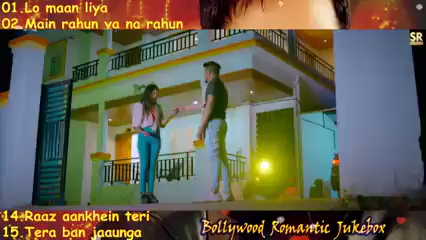 01.Lo maan liya
02.Main rahun ya na rahun
SR
14.Raaz aankhein teri
15.Tera ban jaaunga
Bollywood Romantic Jukebox